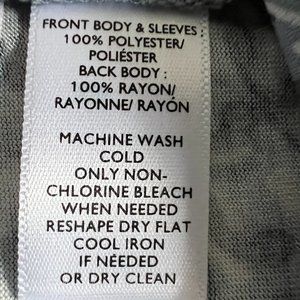 FRONT BODY & SLEEVES :
100% POLYESTER/
POLIÉSTER
BACK BODY :
100% RAYON/
RAYONNE/ RAYÓN
MACHINE WASH
COLD
ONLY NON-
CHLORINE BLEACH
WHEN NEEDED
RESHAPE DRY FLAT
COOL IRON
IF NEEDED
OR DRY CLEAN